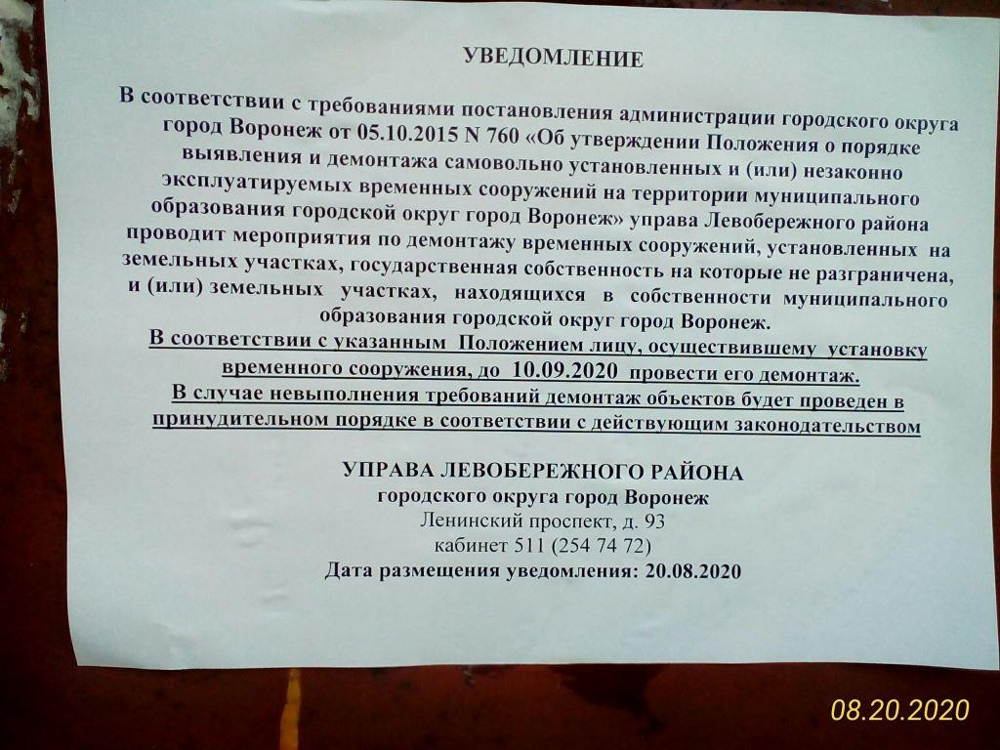 УВЕДОМЛЕНИЕ
В соответствии с требованиями постановления администрации городского округа
город Воронеж от 05.10.2015 N 760 «Об утверждении Положения о порядке
выявления и демонтажа самовольно установленных и (или) незаконно
эксплуатируемых временных сооружений на территории муниципального
образования городской округ город Воронеж» управа Левобережного района
проводит мероприятия по демонтажу временных сооружений, установленных на
земельных участках, государственная собственность на которые не разграничена,
и (или) земельных участках, находящихся в собственности муниципального
образования городской округ город Воронеж.
В соответствии с указанным Положением лицу, осуществившему установку
временного сооружения, до 10.09.2020 провести его демонтаж.
В случае невыполнения требований демонтаж объектов будет проведен в
принудительном порядке в соответствии с действующим законодательством
УПРАВА ЛЕВОБЕРЕЖНОГО РАЙОНА
городского округа город Воронеж
Ленинский проспект, д. 93
кабинет 511 (254 74 72)
Дата размещения уведомления: 20.08.2020
08.20.2020